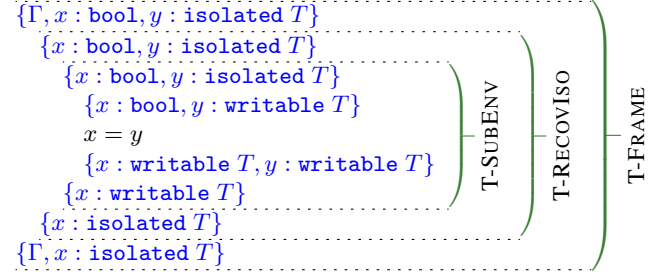 {Γ, x : bool, y : isolated T}
{x : bool, y : isolated T}
{x : bool, y : isolated T}
{x : bool, y : writable T}
x = y
{x : writable T, y : writable T}
{x : writable T}
{x : isolated T}
{Γ, x : isolated T}
T-SUBENV
T-RECOVISO
T-FRAME